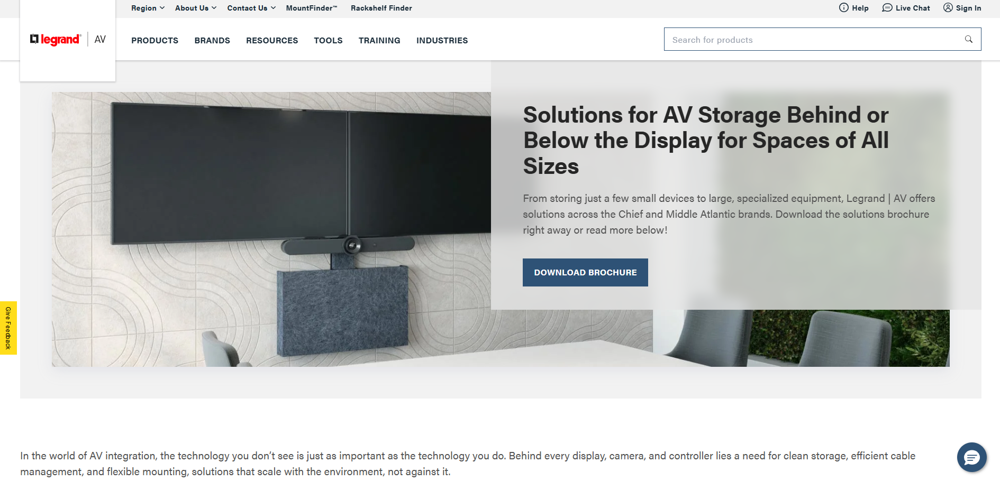 Region About Us Contact Us MountFinder™ Rackshelf Finder Help Live Chat Sign In
legrand® AV
PRODUCTS BRANDS RESOURCES TOOLS TRAINING INDUSTRIES
Search for products
Solutions for AV Storage Behind or
Below the Display for Spaces of All
Sizes
From storing just a few small devices to large, specialized equipment, Legrand | AV offers
solutions across the Chief and Middle Atlantic brands. Download the solutions brochure
right away or read more below!
DOWNLOAD BROCHURE
Give Feedback
In the world of AV integration, the technology you don’t see is just as important as the technology you do. Behind every display, camera, and controller lies a need for clean storage, efficient cable
management, and flexible mounting, solutions that scale with the environment, not against it.